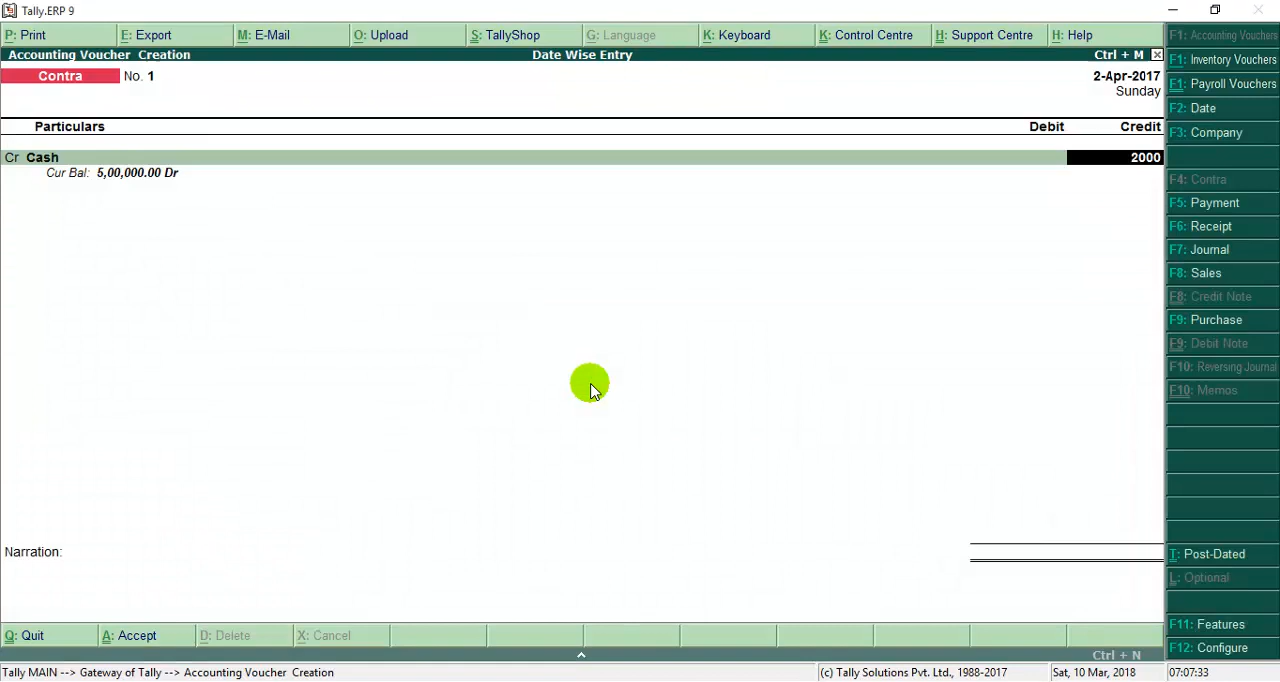 Tally.ERP 9
P: Print E: Export M: E-Mail O: Upload S: TallyShop G: Language K: Keyboard K: Control Centre H: Support Centre H: Help
F1: Accounting Vouchers
Accounting Voucher Creation Date Wise Entry Ctrl + M
F1: Inventory Vouchers
Contra No. 1 2-Apr-2017
F1: Payroll Vouchers
Sunday
F2: Date
Particulars Debit Credit
F3: Company
Cr Cash 2000
Cur Bal: 5,00,000.00 Dr
F4: Contra
F5: Payment
F6: Receipt
F7: Journal
F8: Sales
F8: Credit Note
F9: Purchase
F9: Debit Note
F10: Reversing Journal
F10: Memos
Narration:
T: Post-Dated
L: Optional
F11: Features
Q: Quit A: Accept D: Delete X: Cancel
F12: Configure
Ctrl + N
Tally MAIN --> Gateway of Tally --> Accounting Voucher Creation (c) Tally Solutions Pvt. Ltd., 1988-2017 Sat, 10 Mar, 2018 07:07:33